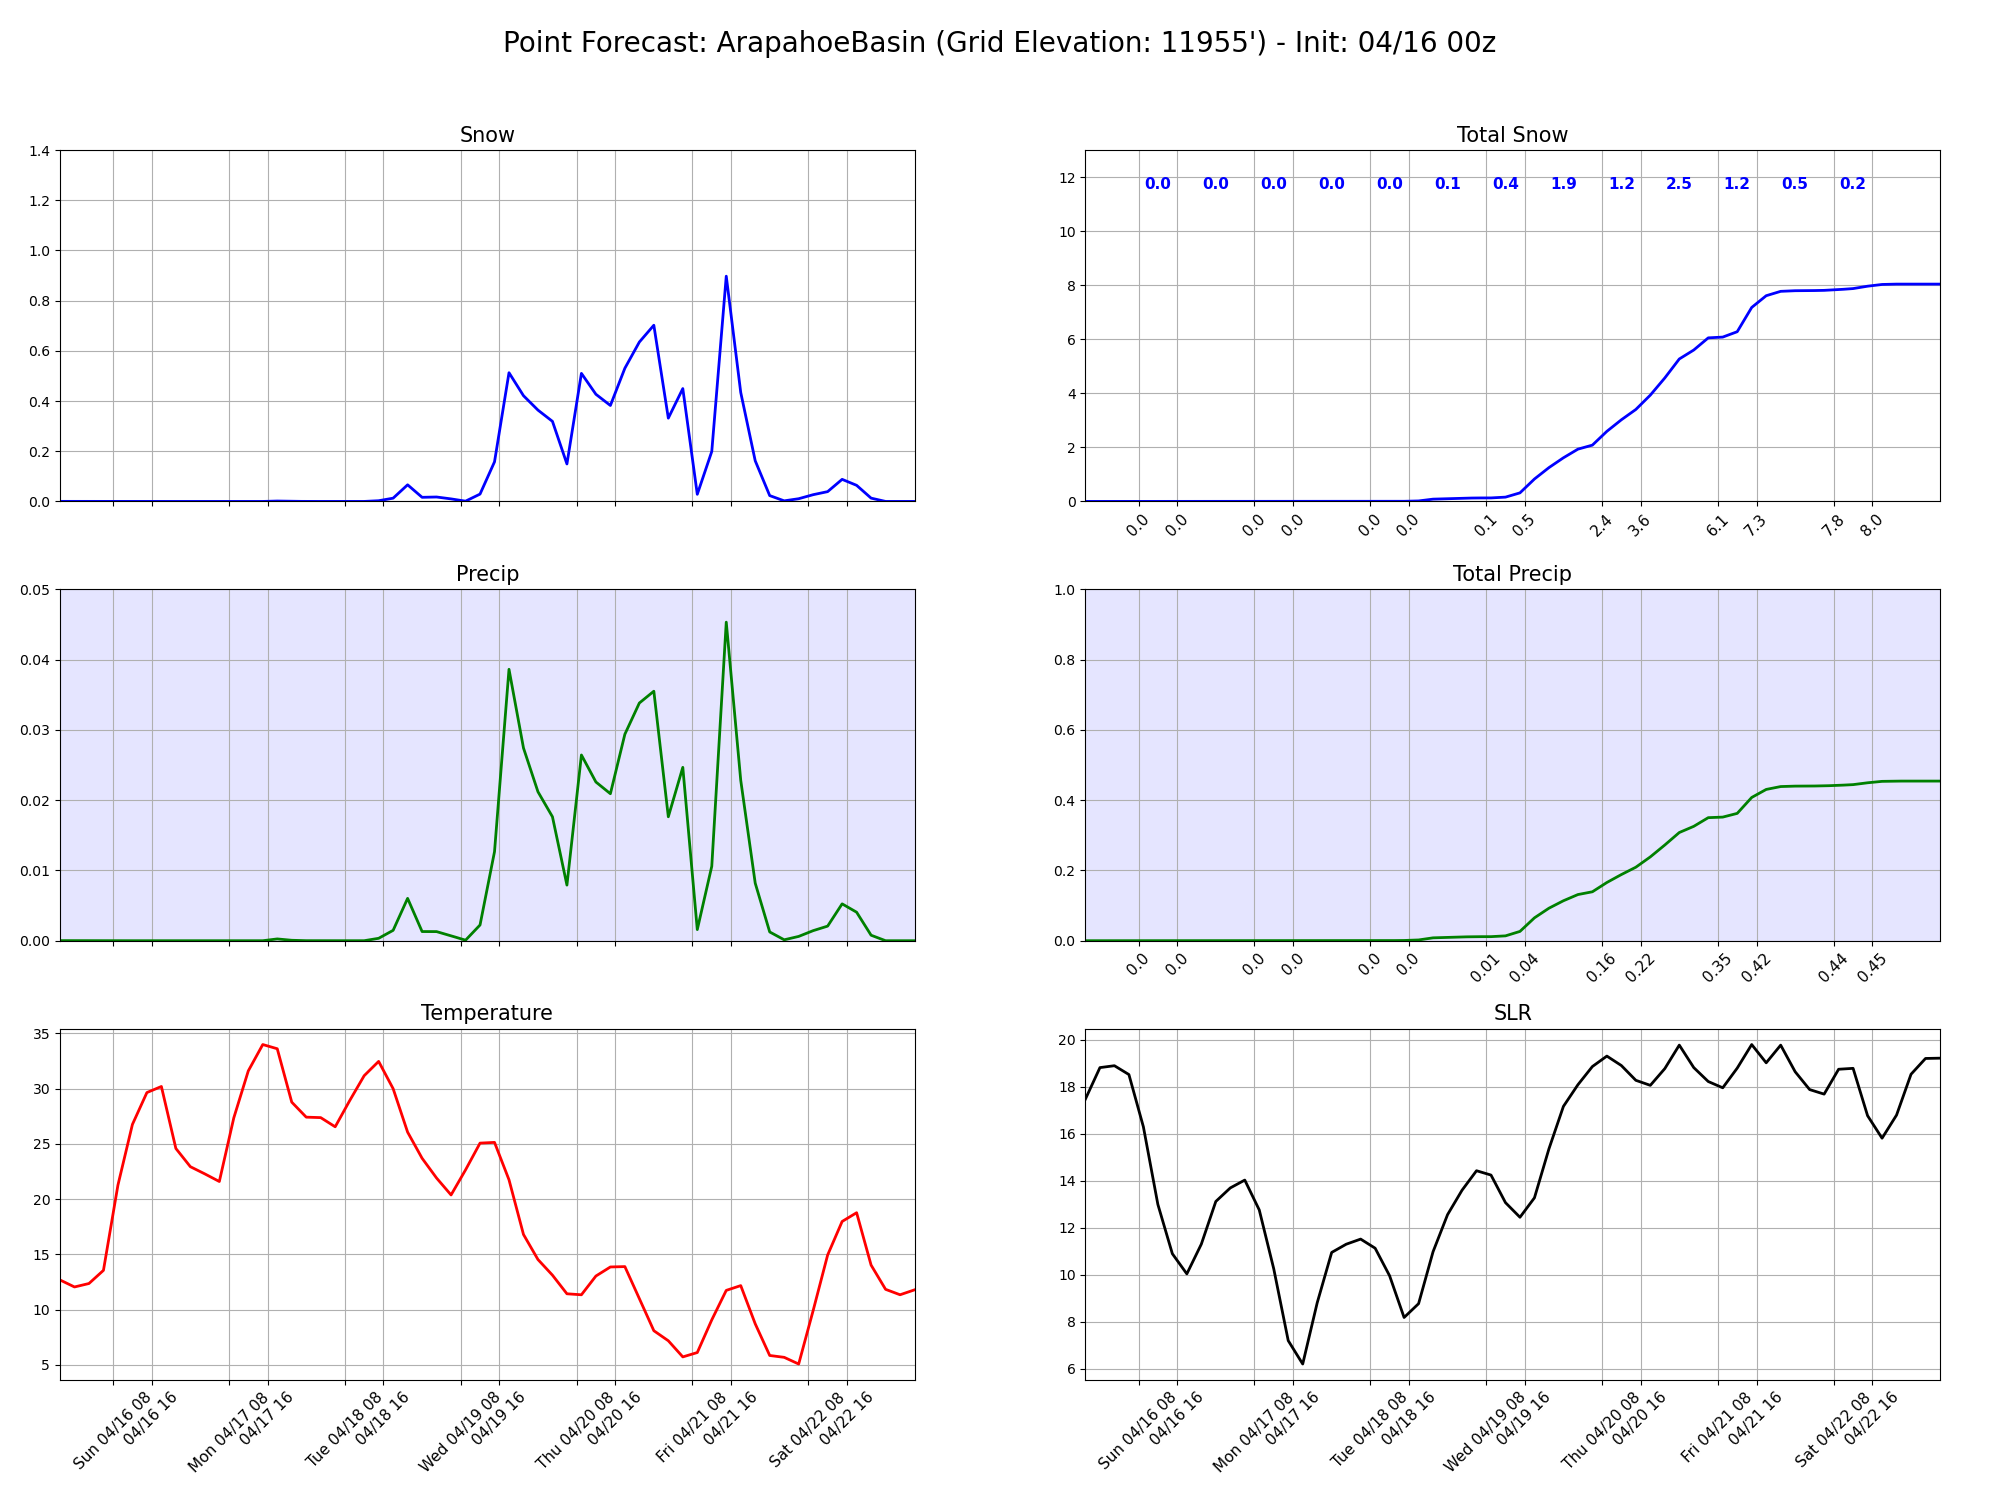 Point Forecast: ArapahoeBasin (Grid Elevation: 11955') - Init: 04/16 00z
Snow
1.4
1.2
1.0
0.8
0.6
0.4
0.2
0.0
Total Snow
12
10
8
6
4
2
0
0.0 0.0 0.0 0.0 0.0 0.1 0.4 1.9 1.2 2.5 1.2 0.5 0.2
0.0 0.0 0.0 0.0 0.0 0.0 0.1 0.5 2.4 3.6 6.1 7.3 7.8 8.0
Precip
0.05
0.04
0.03
0.02
0.01
0.00
Total Precip
1.0
0.8
0.6
0.4
0.2
0.0
0.0 0.0 0.0 0.0 0.0 0.0 0.01 0.04 0.16 0.22 0.35 0.42 0.44 0.45
Temperature
35
30
25
20
15
10
5
Sun 04/16 08
04/16 16
Mon 04/17 08
04/17 16
Tue 04/18 08
04/18 16
Wed 04/19 08
04/19 16
Thu 04/20 08
04/20 16
Fri 04/21 08
04/21 16
Sat 04/22 08
04/22 16
SLR
20
18
16
14
12
10
8
6
Sun 04/16 08
04/16 16
Mon 04/17 08
04/17 16
Tue 04/18 08
04/18 16
Wed 04/19 08
04/19 16
Thu 04/20 08
04/20 16
Fri 04/21 08
04/21 16
Sat 04/22 08
04/22 16